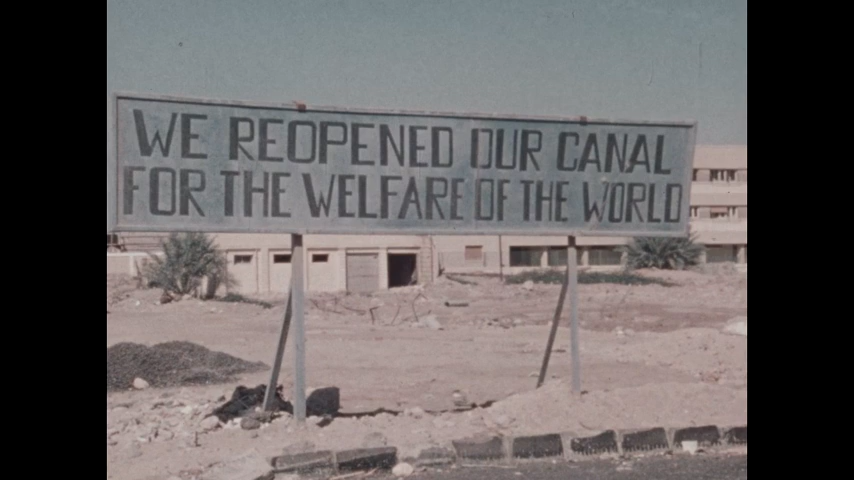 WE REOPENED OUR CANAL
FOR THE WELFARE OF THE WORLD